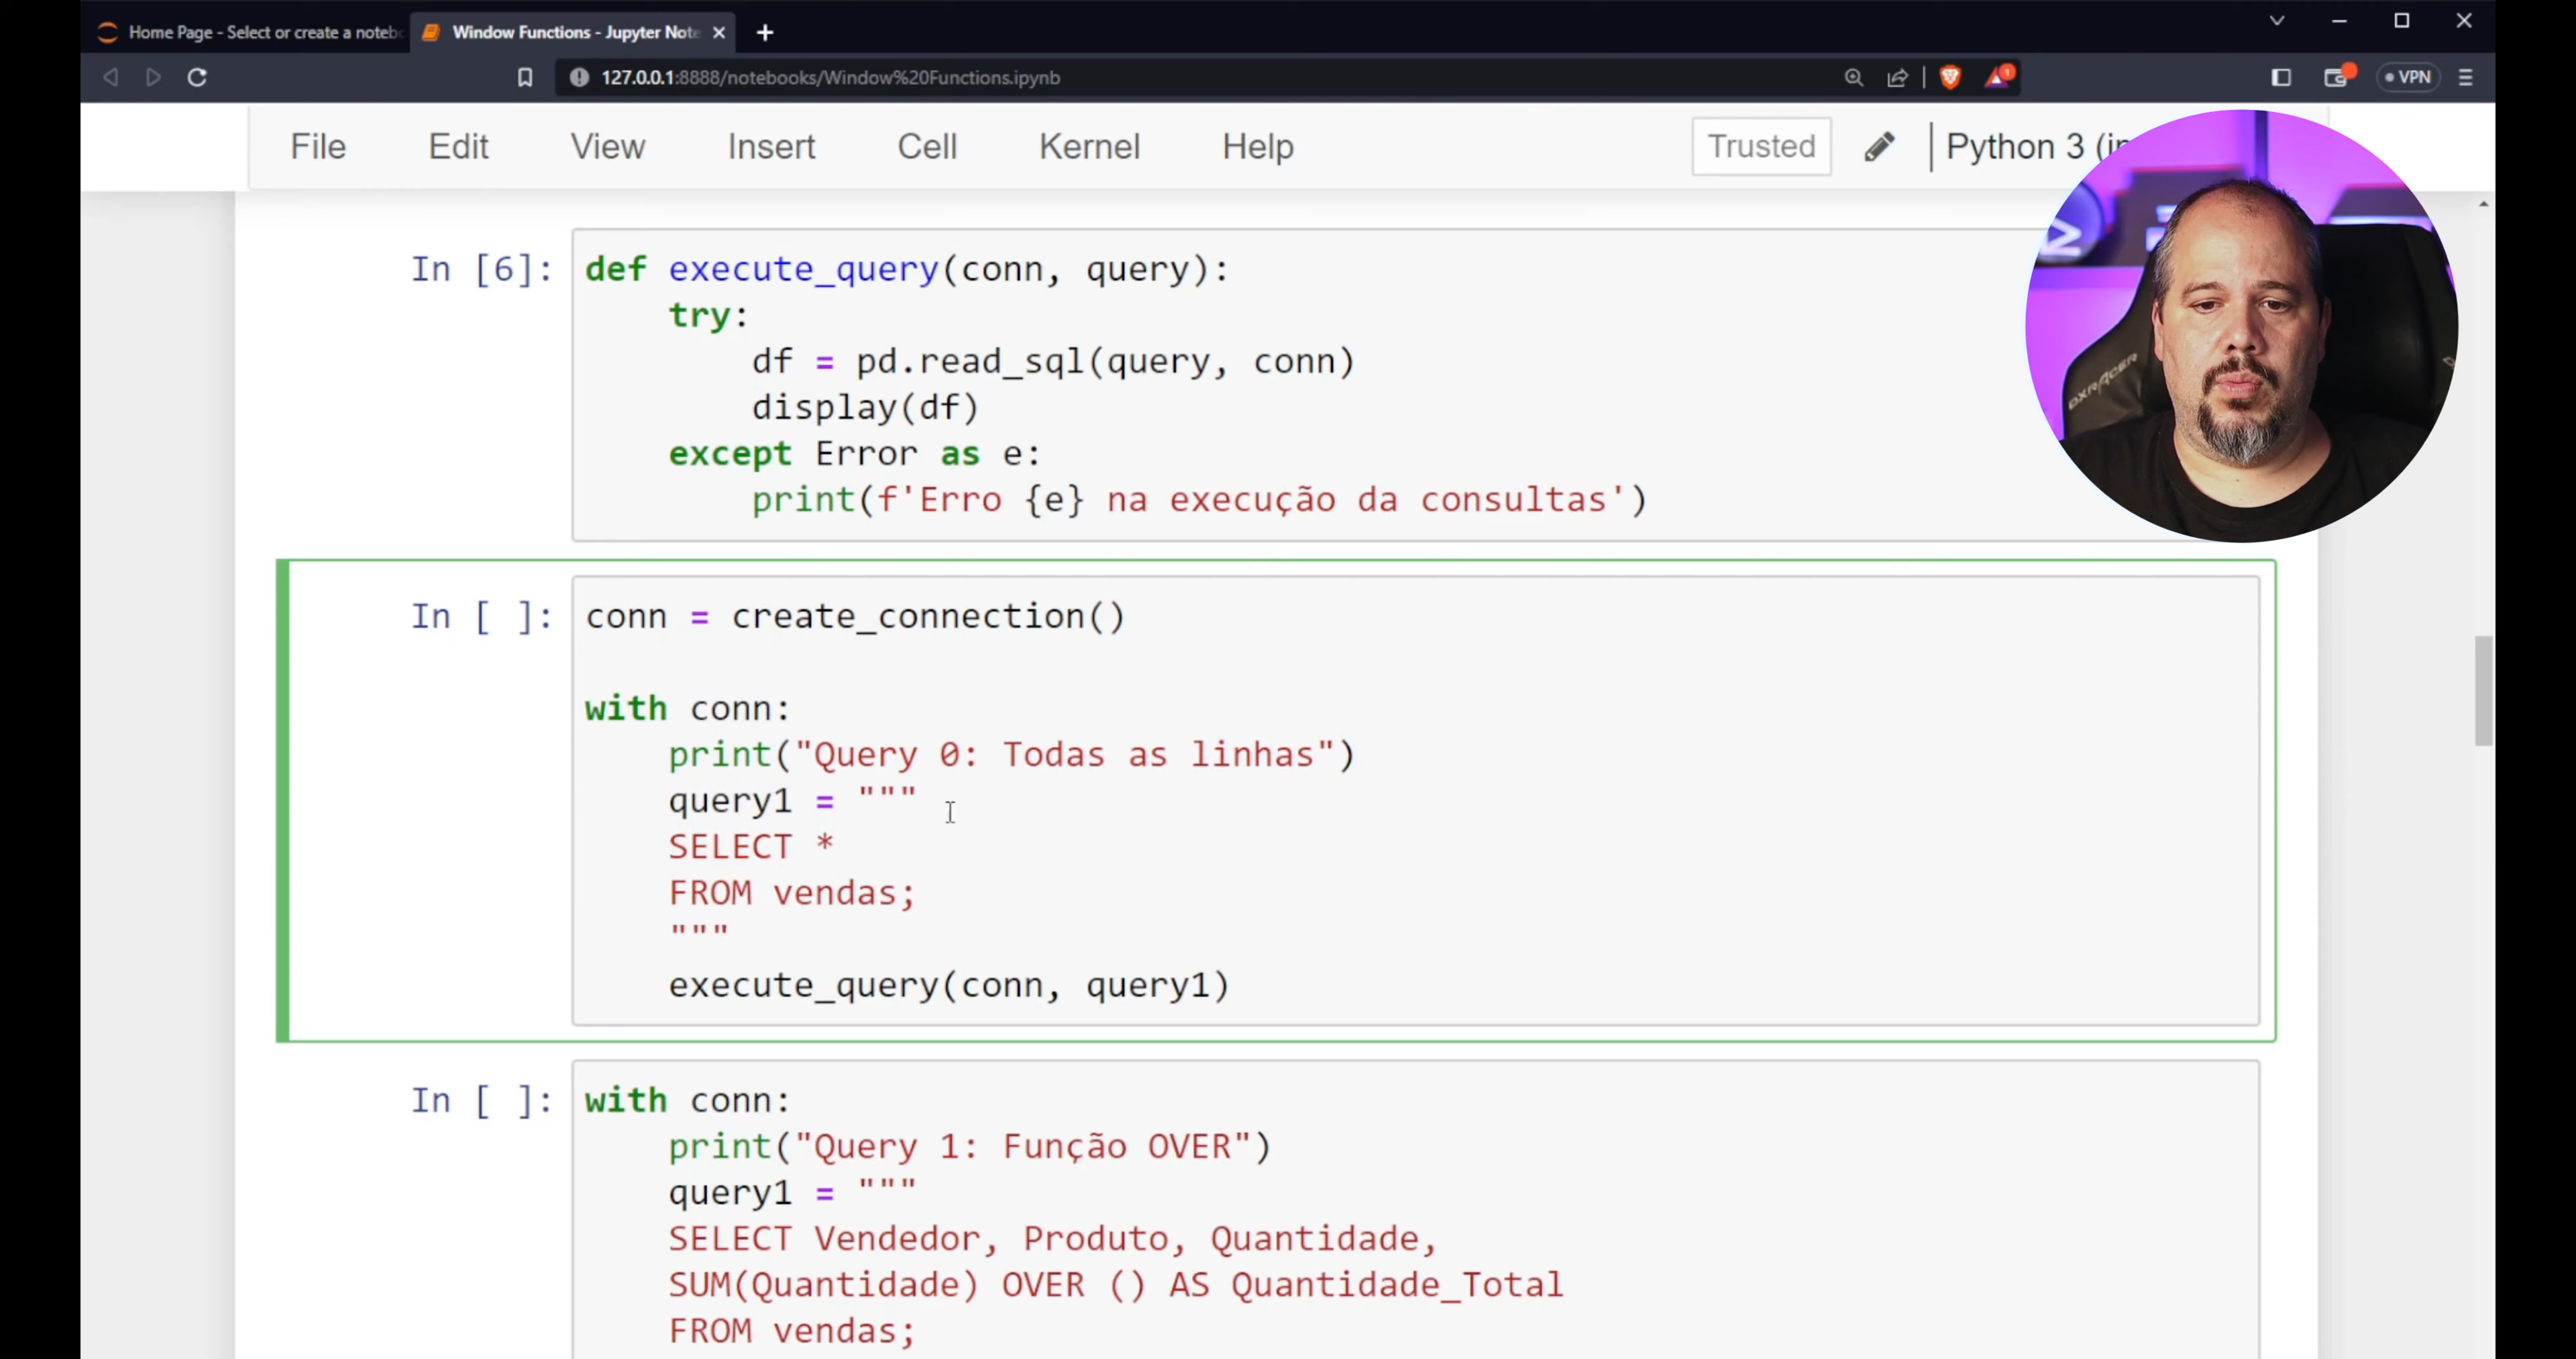 Home Page - Select or create a noteb
Window Functions - Jupyter Note
127.0.0.1:8888/notebooks/Window%20Functions.ipynb
1
VPN
File Edit View Insert Cell Kernel Help
Trusted
Python 3 (ip
In [6]:
def execute_query(conn, query):
try:
df = pd.read_sql(query, conn)
display(df)
except Error as e:
print(f'Erro {e} na execução da consultas')
DXRACER
In [ ]:
conn = create_connection()
with conn:
print("Query 0: Todas as linhas")
query1 = """
SELECT *
FROM vendas;
"""
execute_query(conn, query1)
In [ ]:
with conn:
print("Query 1: Função OVER")
query1 = """
SELECT Vendedor, Produto, Quantidade,
SUM(Quantidade) OVER () AS Quantidade_Total
FROM vendas;